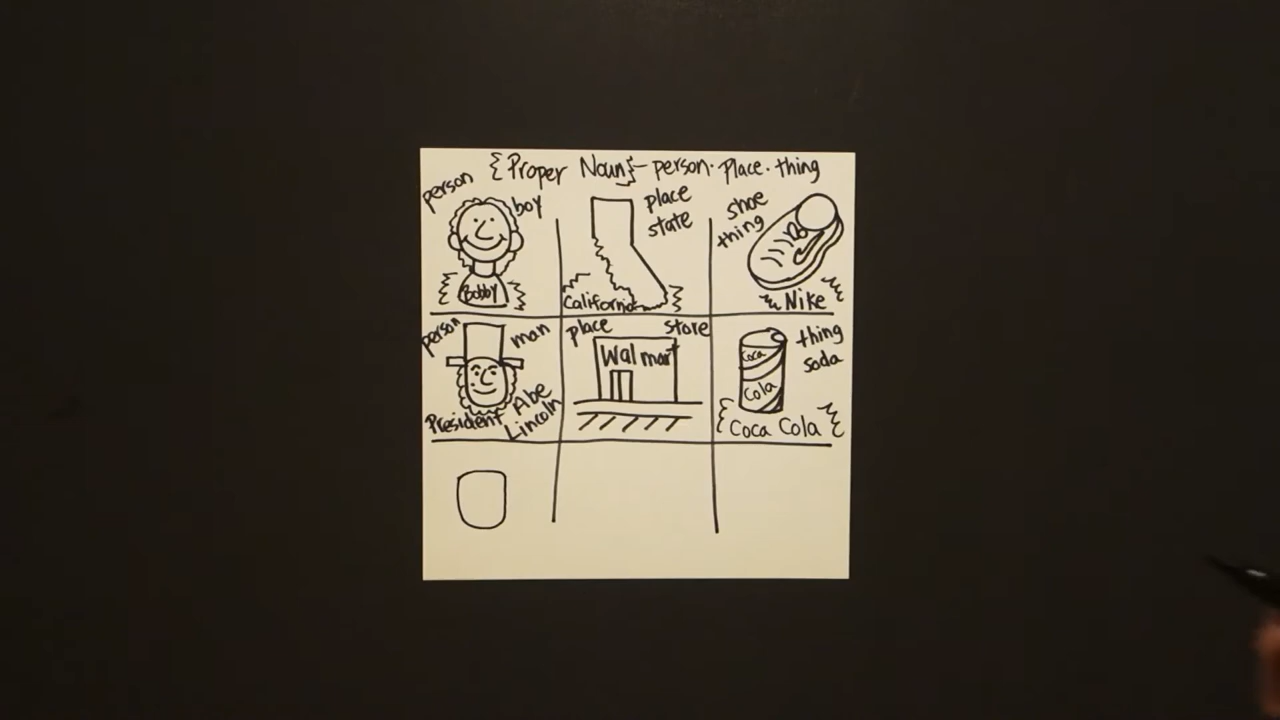 {Proper Noun} - person. Place. thing
person
boy
Bobby
place
state
California
shoe
thing
Nike
person
man
President Abe
Lincoln
place
store
Walmart
thing
soda
Coca
Cola
Coca Cola